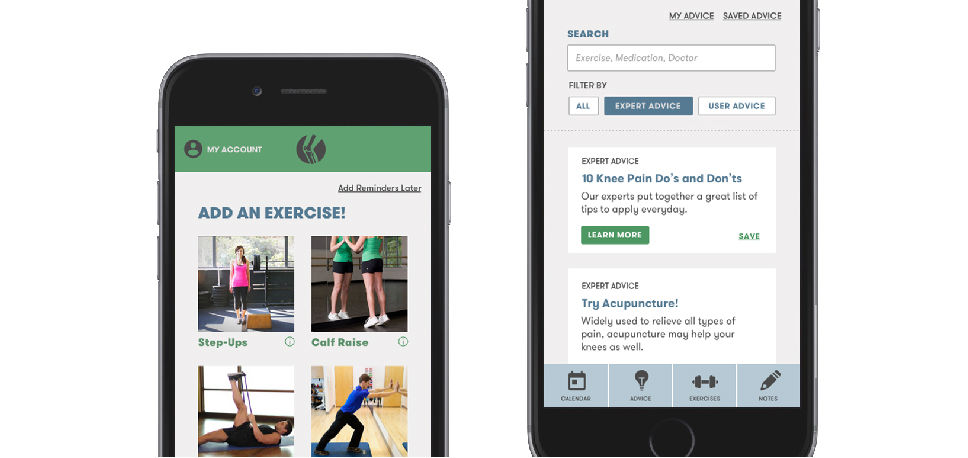 MY ACCOUNT
Add Reminders Later
ADD AN EXERCISE!
Step-Ups
Calf Raise
MY ADVICE SAVED ADVICE
SEARCH
Exercise, Medication, Doctor
FILTER BY
ALL EXPERT ADVICE USER ADVICE
EXPERT ADVICE
10 Knee Pain Do's and Don'ts
Our experts put together a great list of
tips to apply everyday.
LEARN MORE SAVE
EXPERT ADVICE
Try Acupuncture!
Widely used to relieve all types of
pain, acupuncture may help your
knees as well.
CALENDAR ADVICE EXERCISES NOTES